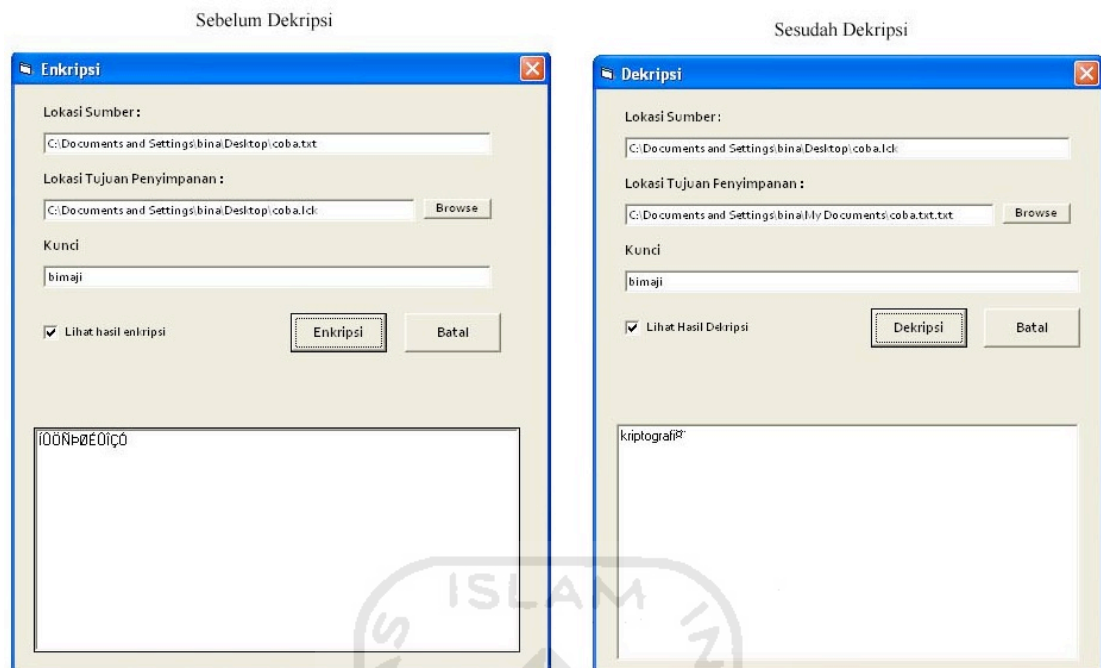 Sebelum Dekripsi
Enkripsi
Lokasi Sumber :
C:\Documents and Settings\bina\Desktop\coba.txt
Lokasi Tujuan Penyimpanan :
C:\Documents and Settings\bina\Desktop\coba.lck
Browse
Kunci
bimaji
Lihat hasil enkripsi
Enkripsi
Batal
Sesudah Dekripsi
Dekripsi
Lokasi Sumber :
C:\Documents and Settings\bina\Desktop\coba.lck
Lokasi Tujuan Penyimpanan :
C:\Documents and Settings\bina\My Documents\coba.txt.txt
Browse
Kunci
bimaji
Lihat Hasil Dekripsi
Dekripsi
Batal
kriptografi¤¨
ISLAM